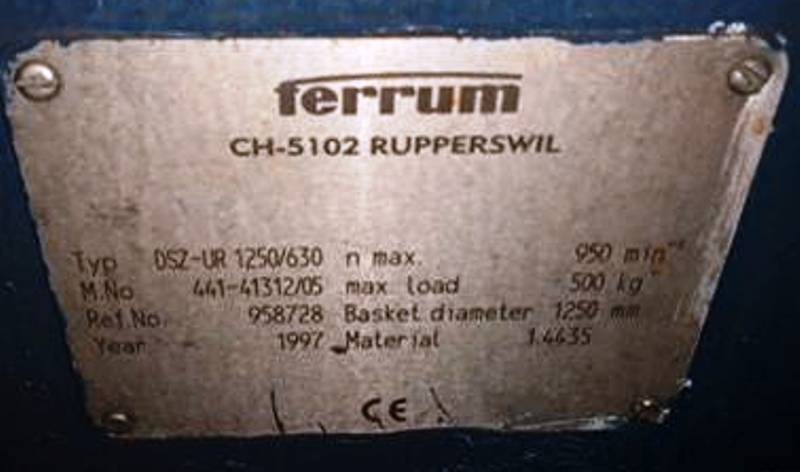 ferrum
CH-5102 RUPPERSWIL
Typ DSZ-UR 1250/630 n max. 950 min⁻¹
M.No 441-41312/05 max load 500 kg
Ref.No. 958728 Basket diameter 1250 mm
Year 1997 Material 1.4435
CE